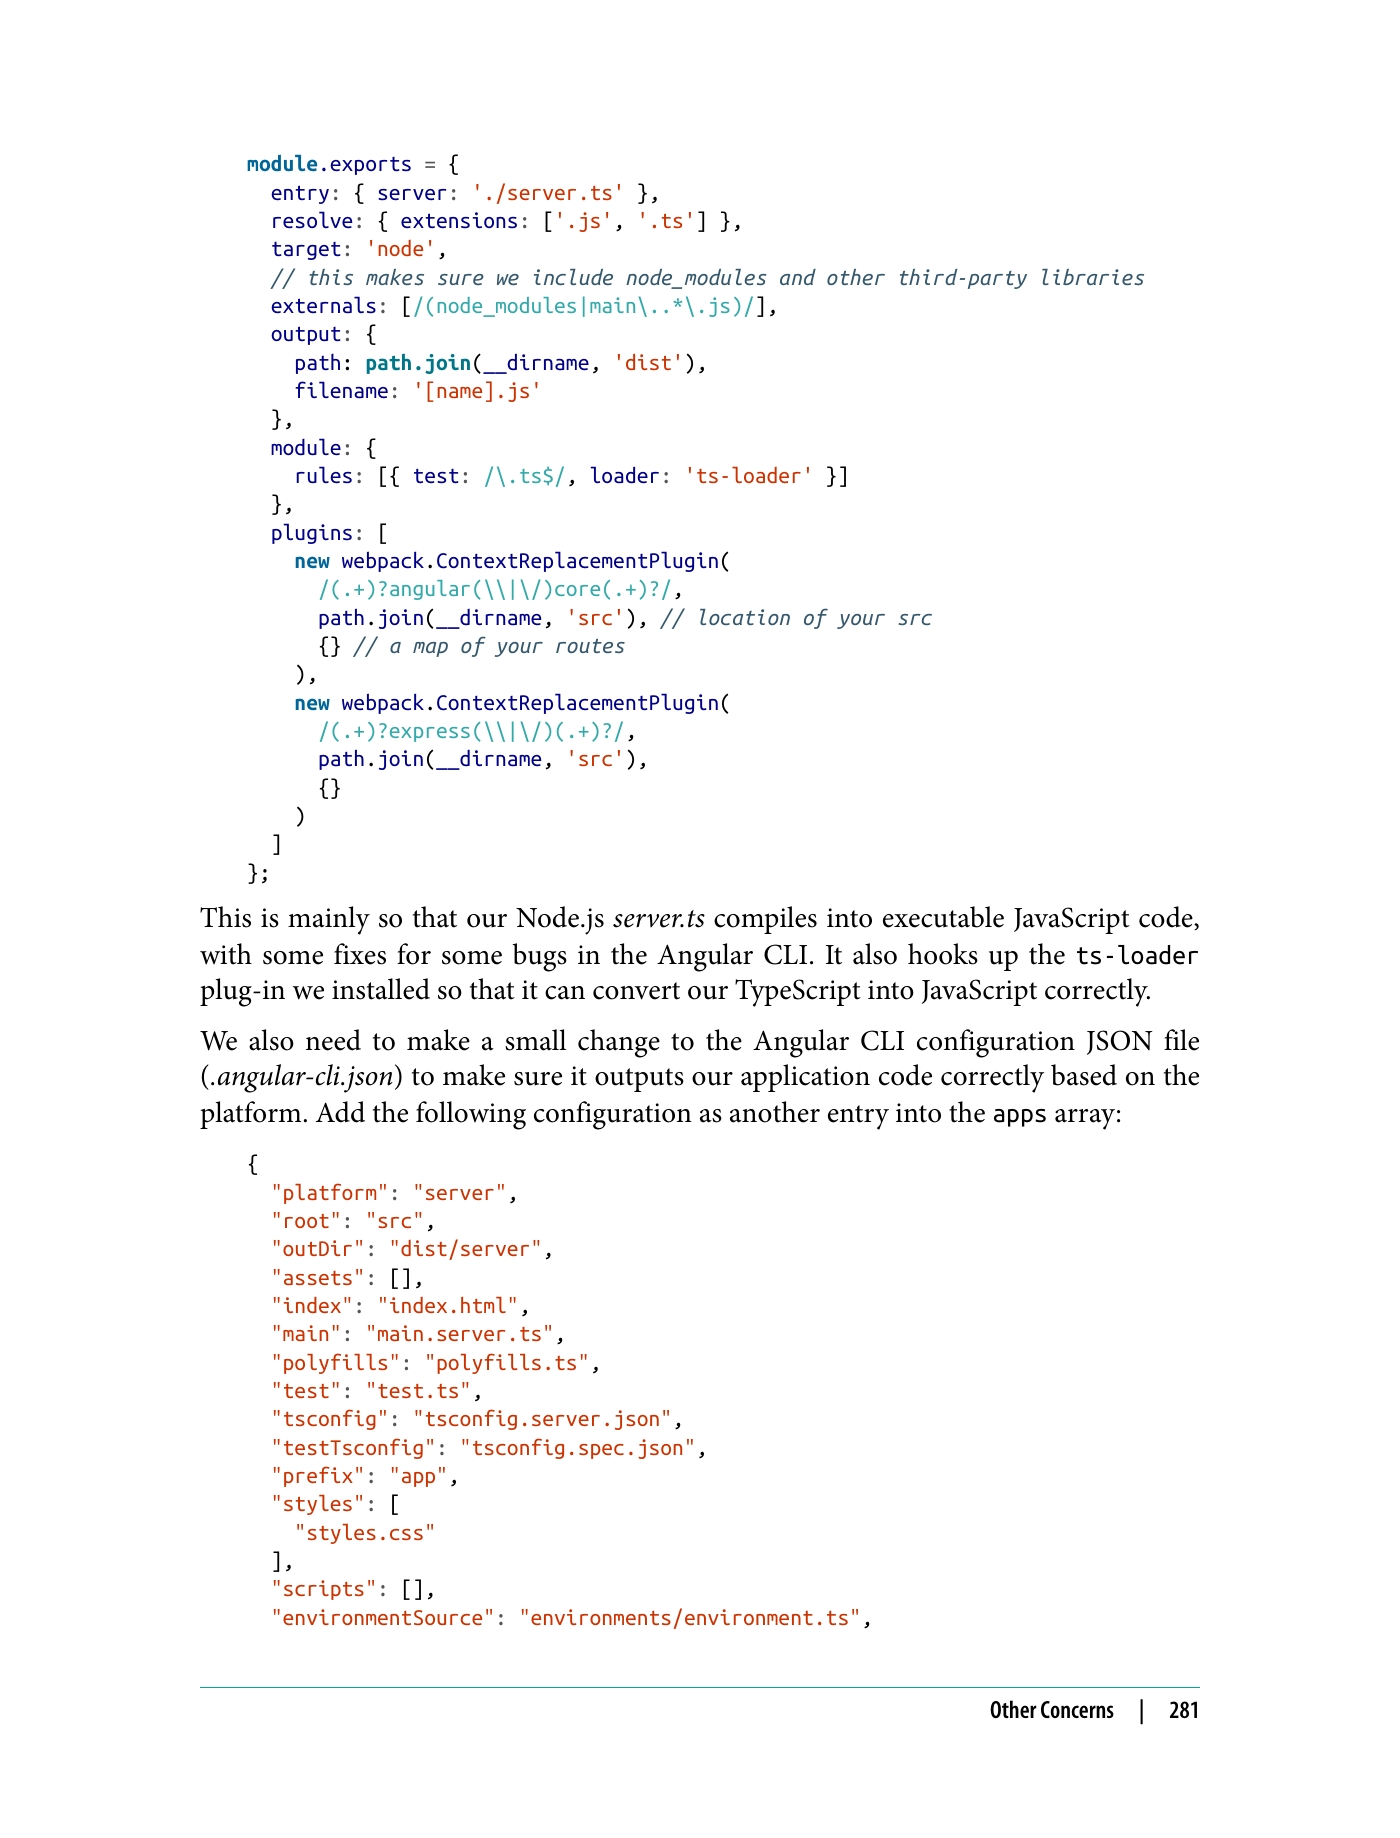 module.exports = {
  entry: { server: './server.ts' },
  resolve: { extensions: ['.js', '.ts'] },
  target: 'node',
  // this makes sure we include node_modules and other third-party libraries
  externals: [/(node_modules|main\..*\.js)/],
  output: {
    path: path.join(__dirname, 'dist'),
    filename: '[name].js'
  },
  module: {
    rules: [{ test: /\.ts$/, loader: 'ts-loader' }]
  },
  plugins: [
    new webpack.ContextReplacementPlugin(
      /(.+)?angular(\\|\/)core(.+)?/,
      path.join(__dirname, 'src'), // location of your src
      {} // a map of your routes
    ),
    new webpack.ContextReplacementPlugin(
      /(.+)?express(\\|\/)(.+)?/,
      path.join(__dirname, 'src'),
      {}
    )
  ]
};
This is mainly so that our Node.js server.ts compiles into executable JavaScript code,
with some fixes for some bugs in the Angular CLI. It also hooks up the ts-loader
plug-in we installed so that it can convert our TypeScript into JavaScript correctly.
We also need to make a small change to the Angular CLI configuration JSON file
(.angular-cli.json) to make sure it outputs our application code correctly based on the
platform. Add the following configuration as another entry into the apps array:
{
  "platform": "server",
  "root": "src",
  "outDir": "dist/server",
  "assets": [],
  "index": "index.html",
  "main": "main.server.ts",
  "polyfills": "polyfills.ts",
  "test": "test.ts",
  "tsconfig": "tsconfig.server.json",
  "testTsconfig": "tsconfig.spec.json",
  "prefix": "app",
  "styles": [
    "styles.css"
  ],
  "scripts": [],
  "environmentSource": "environments/environment.ts",
Other Concerns | 281